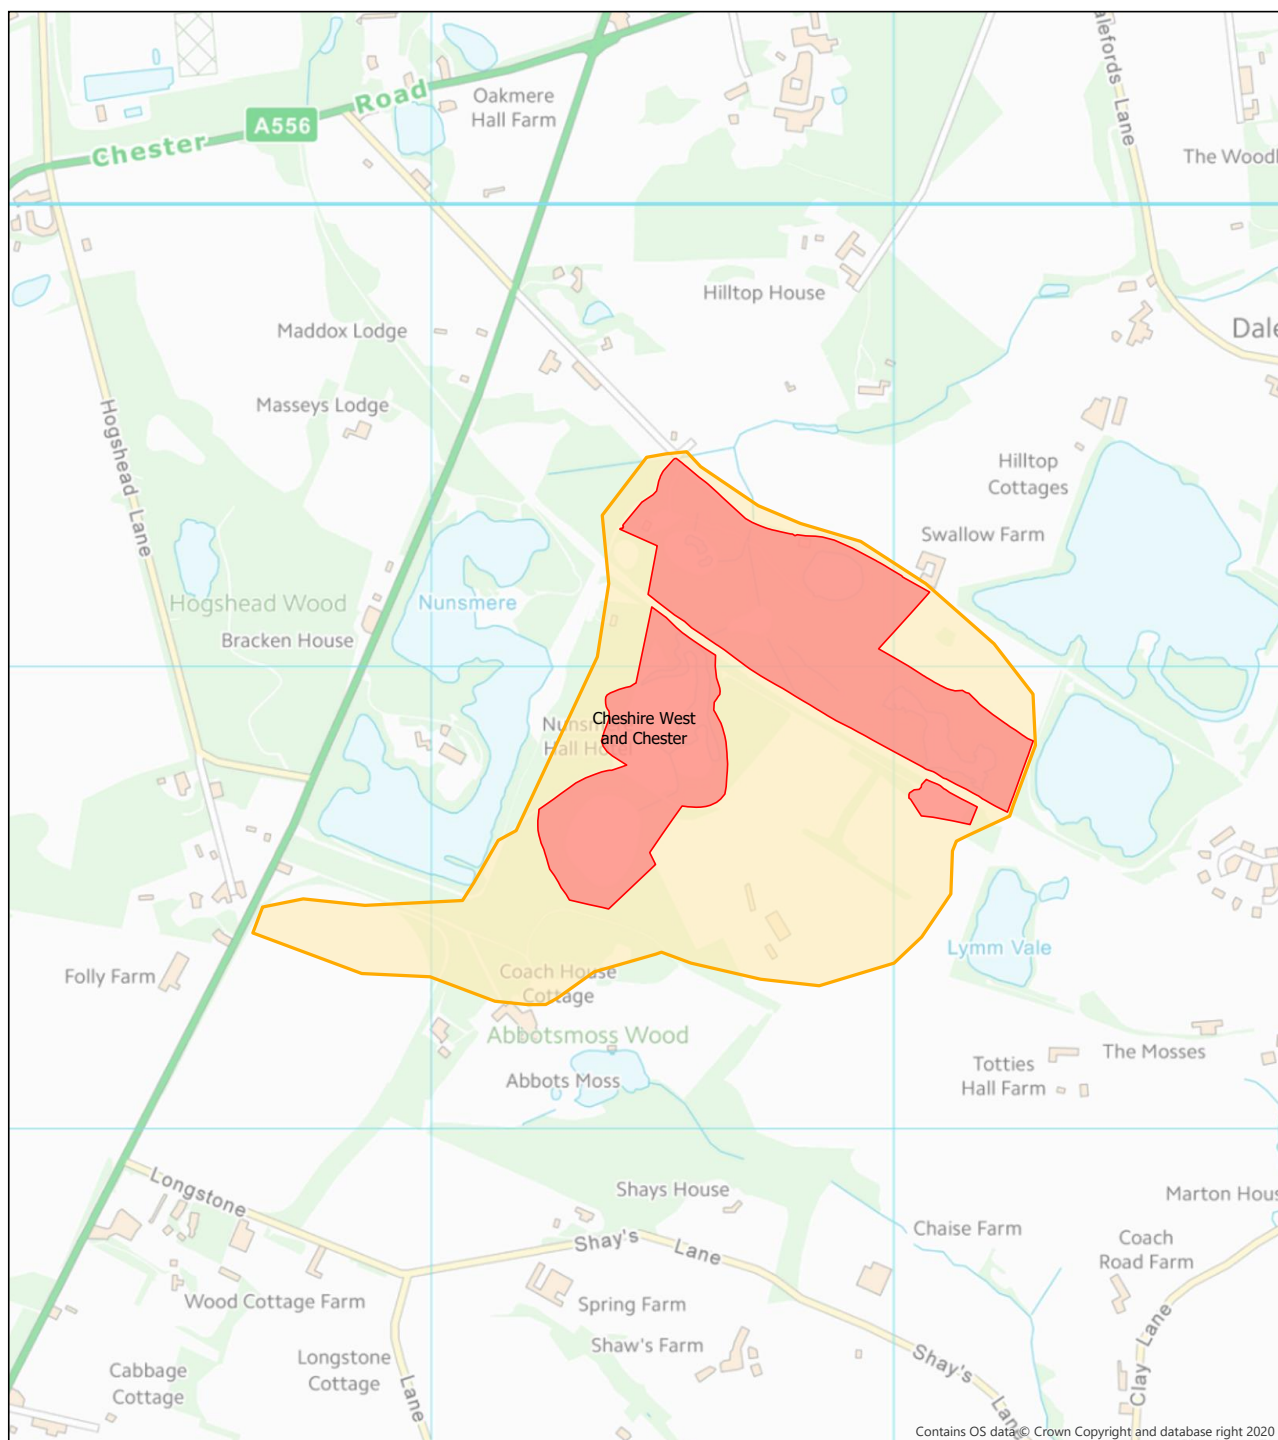 Oakmere
Hall Farm
Road
A556
Chester
alefords Lane
The Woodl
Hilltop House
Maddox Lodge
Dale
Masseys Lodge
Hogshead Lane
Hilltop
Cottages
Swallow Farm
Hogshead Wood
Nunsmere
Bracken House
Cheshire West
and Chester
Lymm Vale
Folly Farm
Coach House
Cottage
Abbotsmoss Wood
The Mosses
Totties
Hall Farm
Abbots Moss
Longstone
Shays House
Marton Hous
Chaise Farm
Shay's
Lane
Coach
Road Farm
Wood Cottage Farm
Spring Farm
Shaw's Farm
Clay Lane
Longstone
Cottage
Cabbage
Cottage
Lane
Shay's
Lane
Contains OS data © Crown Copyright and database right 2020